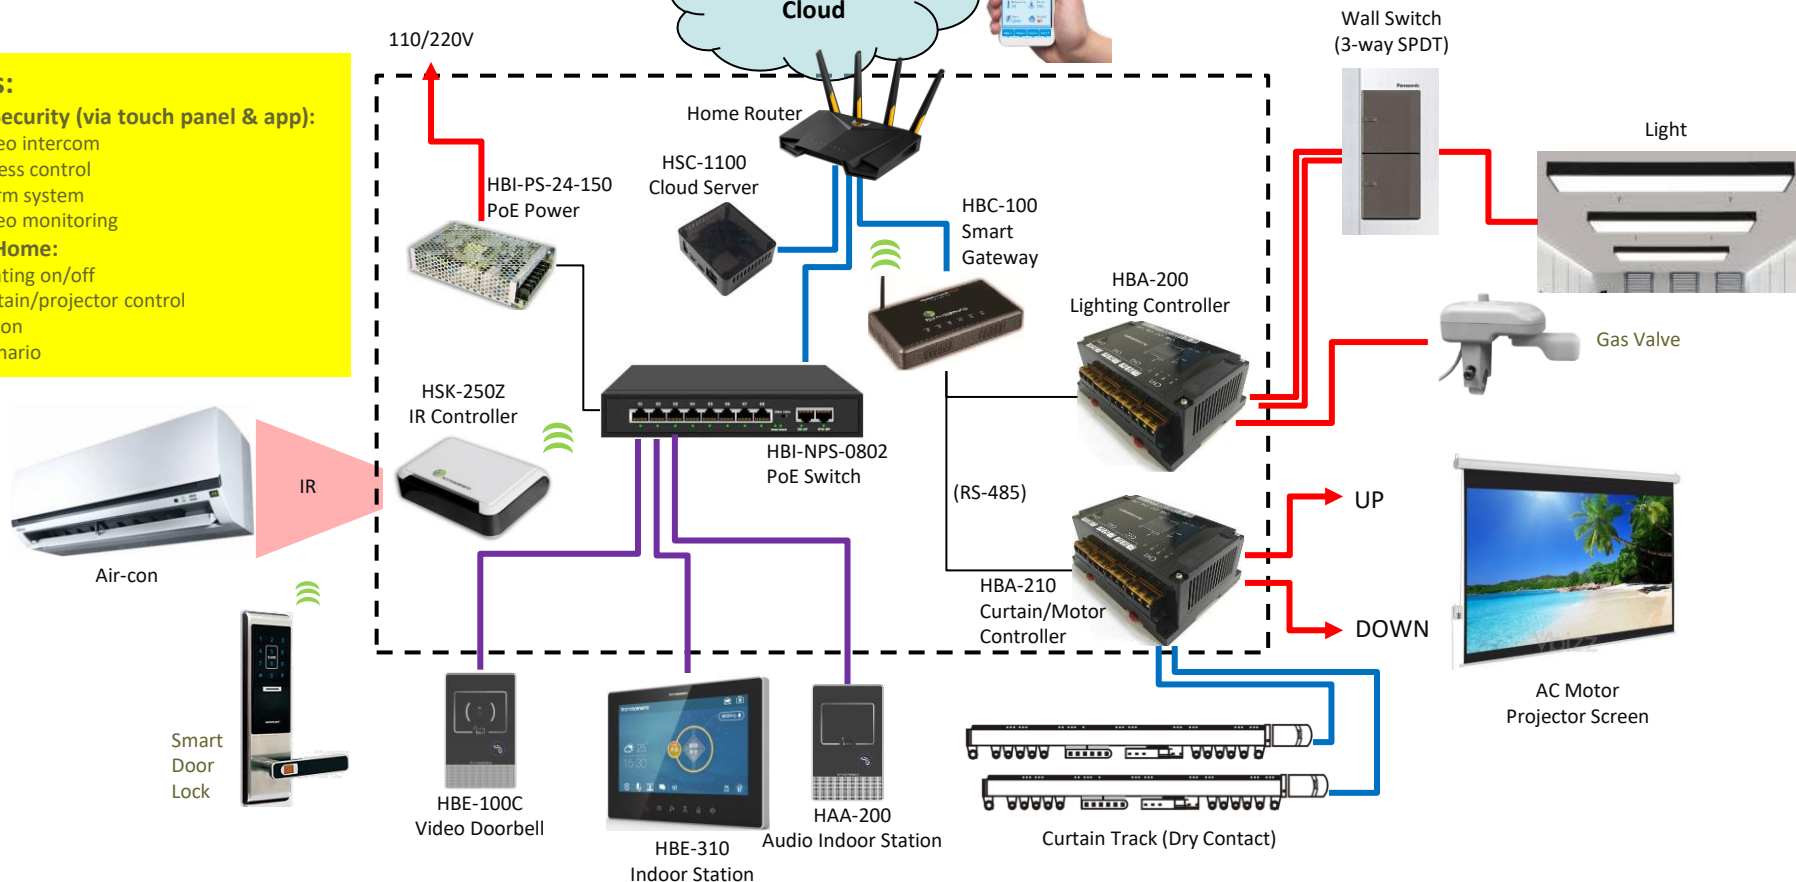 Cloud
110/220V
Wall Switch
(3-way SPDT)
Panasonic
s:
ecurity (via touch panel & app):
eo intercom
ess control
rm system
eo monitoring
Home:
ting on/off
tain/projector control
on
nario
Home Router
HSC-1100
Cloud Server
HBI-PS-24-150
PoE Power
HBC-100
Smart
Gateway
Light
HBA-200
Lighting Controller
Gas Valve
HSK-250Z
IR Controller
HBI-NPS-0802
PoE Switch
IR
(RS-485)
UP
Air-con
HBA-210
Curtain/Motor
Controller
DOWN
AC Motor
Projector Screen
Smart
Door
Lock
HBE-100C
Video Doorbell
25°
15:30
HBE-310
Indoor Station
HAA-200
Audio Indoor Station
Curtain Track (Dry Contact)